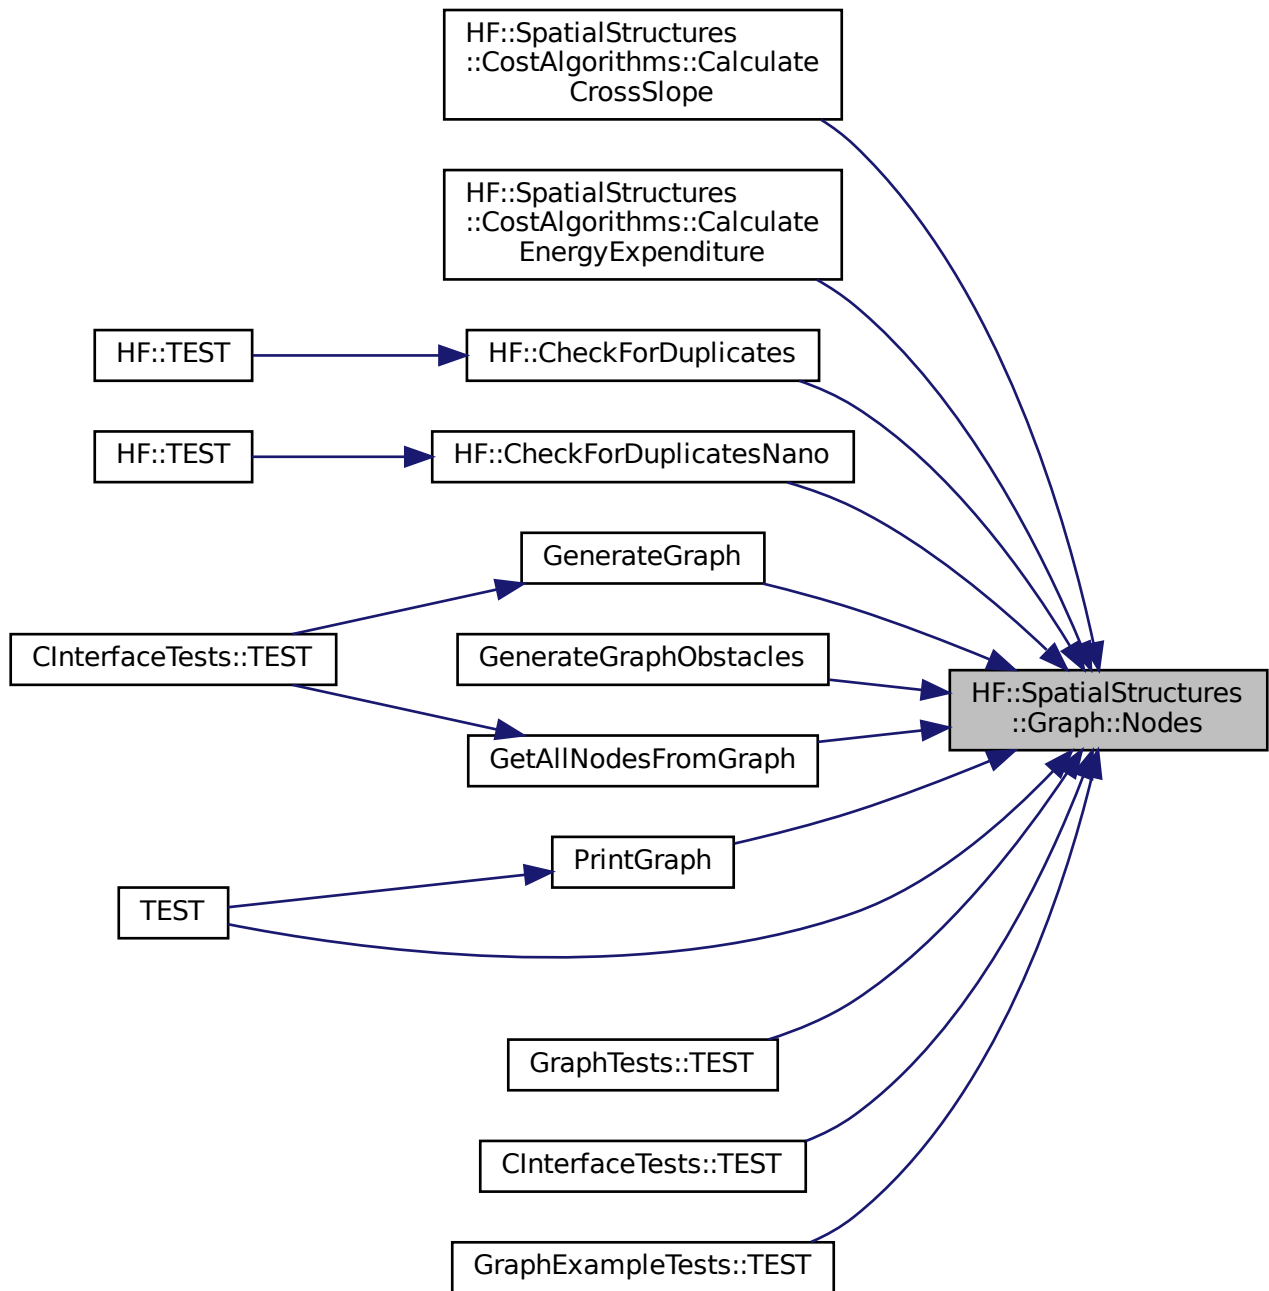 HF::SpatialStructures
::CostAlgorithms::Calculate
CrossSlope
HF::SpatialStructures
::CostAlgorithms::Calculate
EnergyExpenditure
HF::TEST
HF::CheckForDuplicates
HF::TEST
HF::CheckForDuplicatesNano
GenerateGraph
CInterfaceTests::TEST
GenerateGraphObstacles
HF::SpatialStructures
::Graph::Nodes
GetAllNodesFromGraph
PrintGraph
TEST
GraphTests::TEST
CInterfaceTests::TEST
GraphExampleTests::TEST